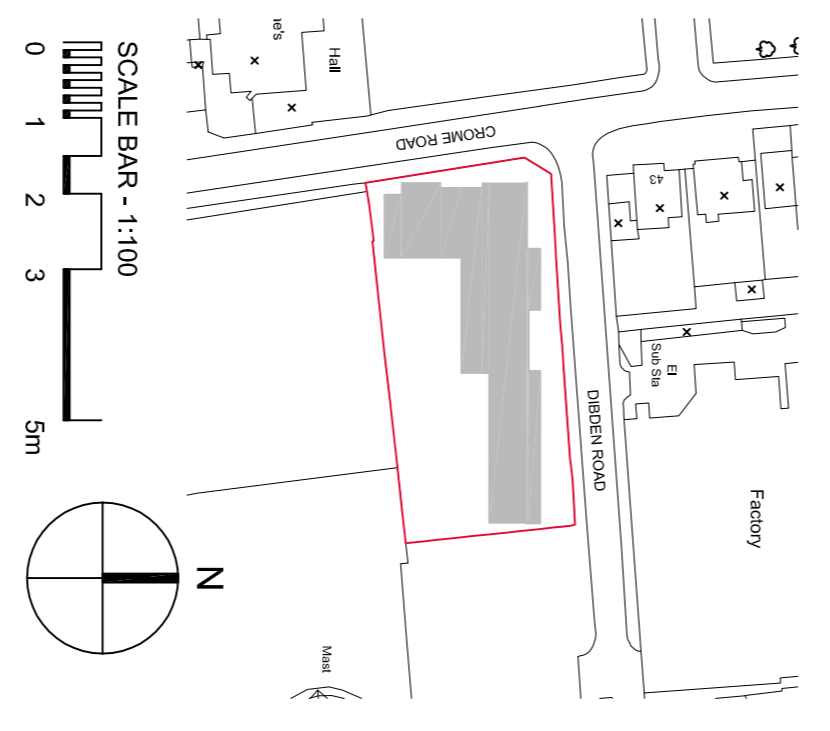 SCALE BAR - 1:100
0
1
2
3
5m
N
ne's
Hall
CROME ROAD
43
El
Sub Sta
DIBDEN ROAD
Factory
Mast